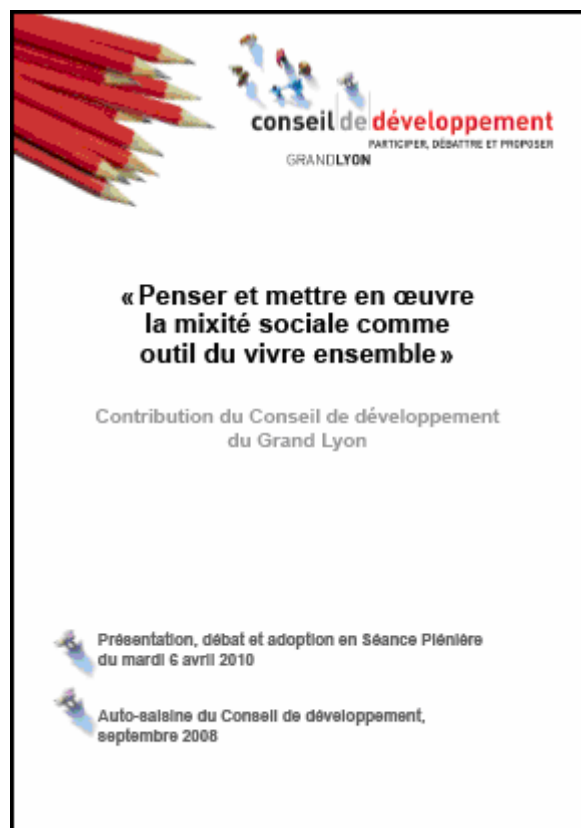 conseil de développement
PARTICIPER, DÉBATTRE ET PROPOSER
GRANDLYON
« Penser et mettre en œuvre
la mixité sociale comme
outil du vivre ensemble »
Contribution du Conseil de développement
du Grand Lyon
Présentation, débat et adoption en Séance Plénière
du mardi 6 avril 2010
Auto-saisine du Conseil de développement,
septembre 2008